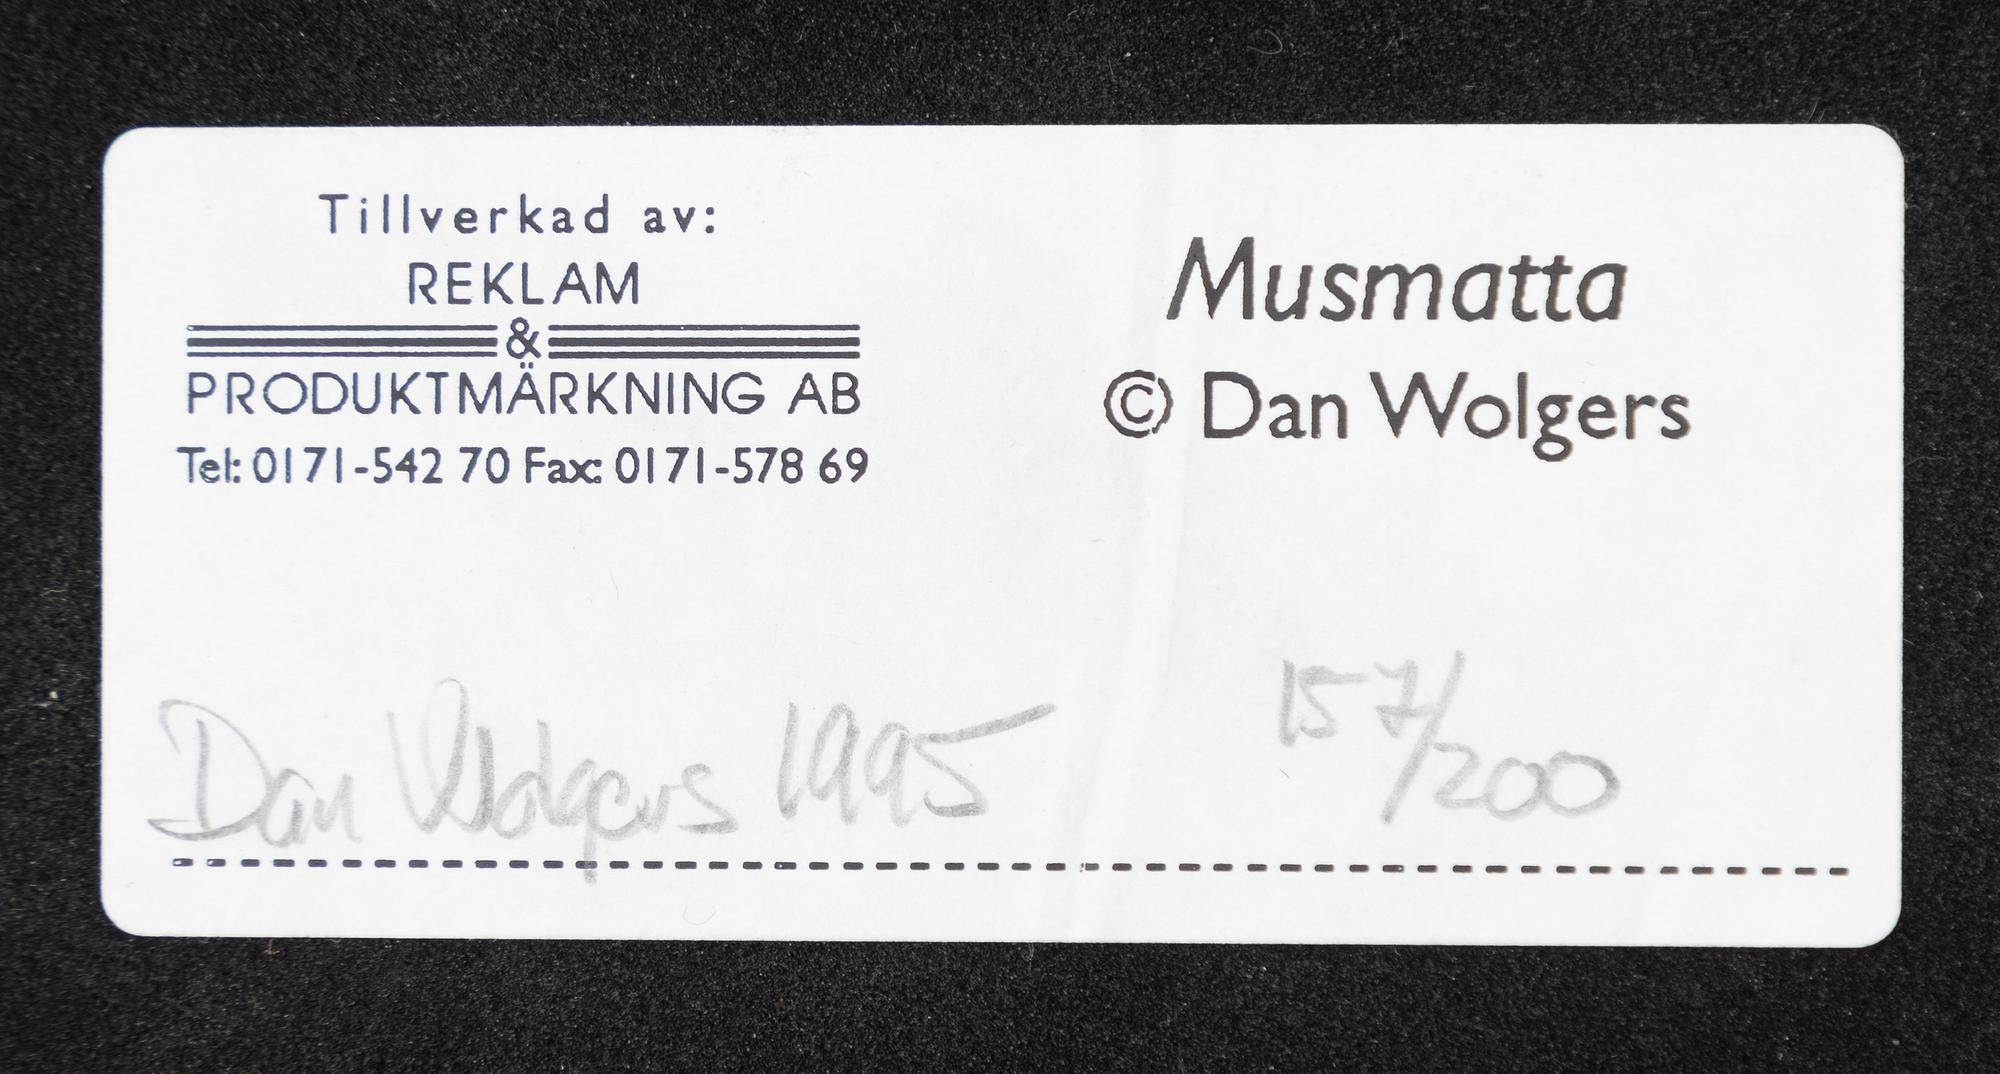 Tillverkad av:
REKLAM
&
PRODUKTMÄRKNING AB
Tel: 0171-542 70 Fax: 0171-578 69
Musmatta
© Dan Wolgers
Dan Wolgers 1995
157/200